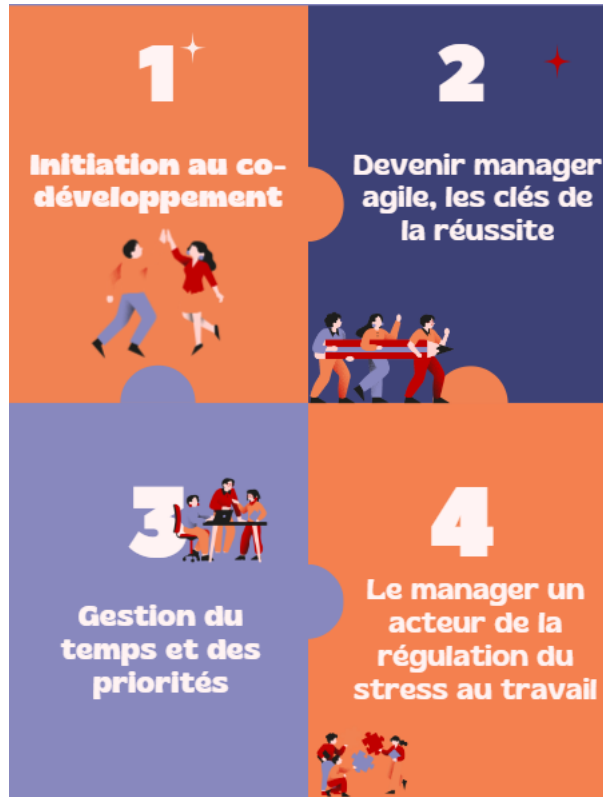 1
Initiation au co-
développement
2
Devenir manager
agile, les clés de
la réussite
3
Gestion du
temps et des
priorités
4
Le manager un
acteur de la
régulation du
stress au travail